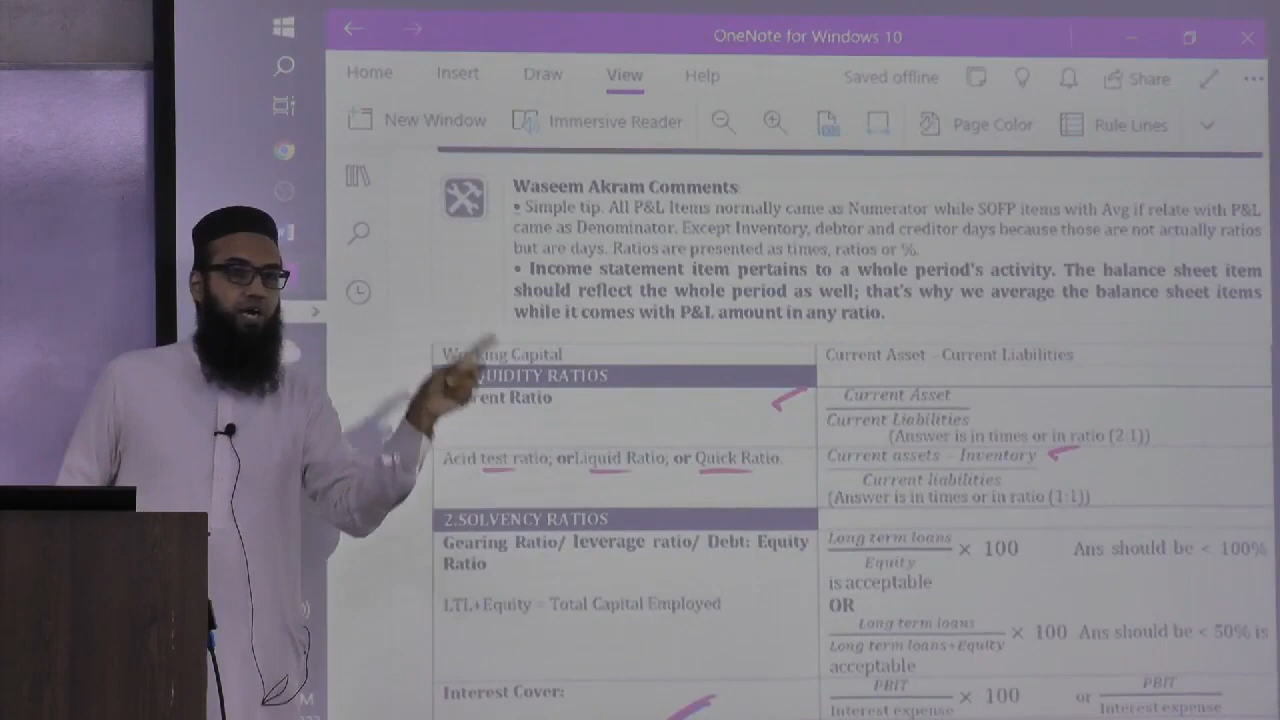 OneNote for Windows 10
Home Insert Draw View Help Saved offline Share
New Window Immersive Reader Page Color Rule Lines
Waseem Akram Comments
• Simple tip. All P&L Items normally came as Numerator while SOFP items with Avg if relate with P&L
came as Denominator. Except Inventory, debtor and creditor days because those are not actually ratios
but are days. Ratios are presented as times, ratios or %.
• Income statement item pertains to a whole period's activity. The balance sheet item
should reflect the whole period as well; that's why we average the balance sheet items
while it comes with P&L amount in any ratio.
Working Capital
Current Asset – Current Liabilities
QUIDITY RATIOS
rent Ratio
Current Asset
Current Liabilities
(Answer is in times or in ratio (2:1))
Acid test ratio; orLiquid Ratio; or Quick Ratio.
Current assets – Inventory
Current liabilities
(Answer is in times or in ratio (1:1))
2.SOLVENCY RATIOS
Gearing Ratio/ leverage ratio/ Debt: Equity
Ratio
LTL+Equity = Total Capital Employed
Long term loans
Equity
× 100 Ans should be < 100%
is acceptable
OR
Long term loans
Long term loans+Equity
× 100 Ans should be < 50% is
acceptable
Interest Cover:
PBIT
Interest expense
× 100 or
PBIT
Interest expense